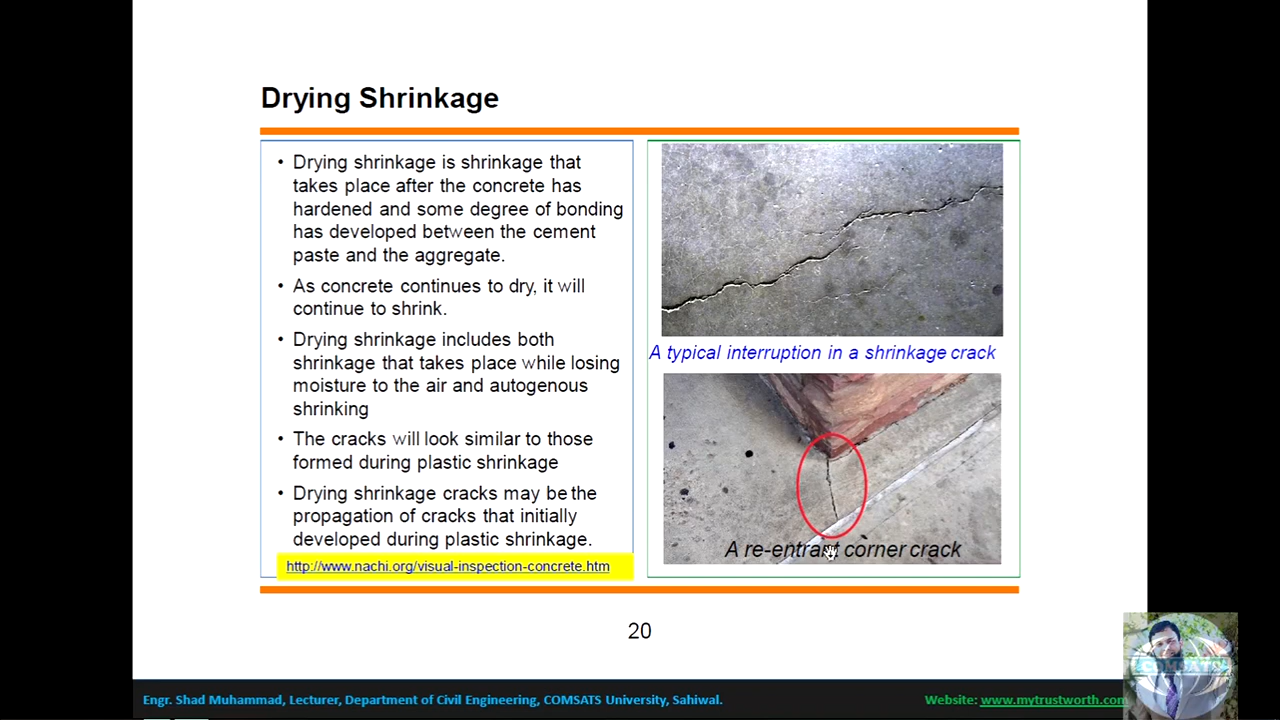 Drying Shrinkage
• Drying shrinkage is shrinkage that
takes place after the concrete has
hardened and some degree of bonding
has developed between the cement
paste and the aggregate.
• As concrete continues to dry, it will
continue to shrink.
• Drying shrinkage includes both
shrinkage that takes place while losing
moisture to the air and autogenous
shrinking
• The cracks will look similar to those
formed during plastic shrinkage
• Drying shrinkage cracks may be the
propagation of cracks that initially
developed during plastic shrinkage.
http://www.nachi.org/visual-inspection-concrete.htm
A typical interruption in a shrinkage crack
A re-entrant corner crack
20
Engr. Shad Muhammad, Lecturer, Department of Civil Engineering, COMSATS University, Sahiwal.
Website: www.mytrustworth.com
COMSATS